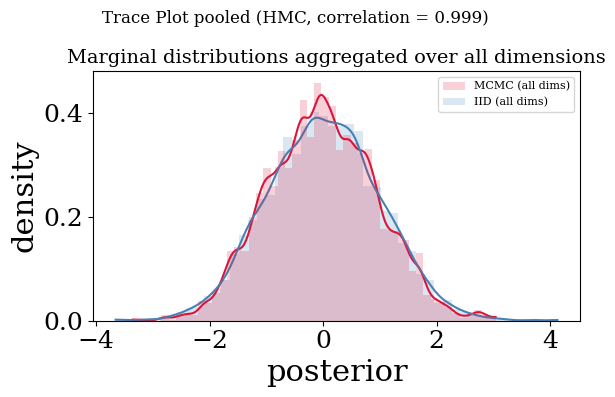 Trace Plot pooled (HMC, correlation = 0.999)
Marginal distributions aggregated over all dimensions
MCMC (all dims)
IID (all dims)
density
0.4
0.2
0.0
−4
−2
0
2
4
posterior